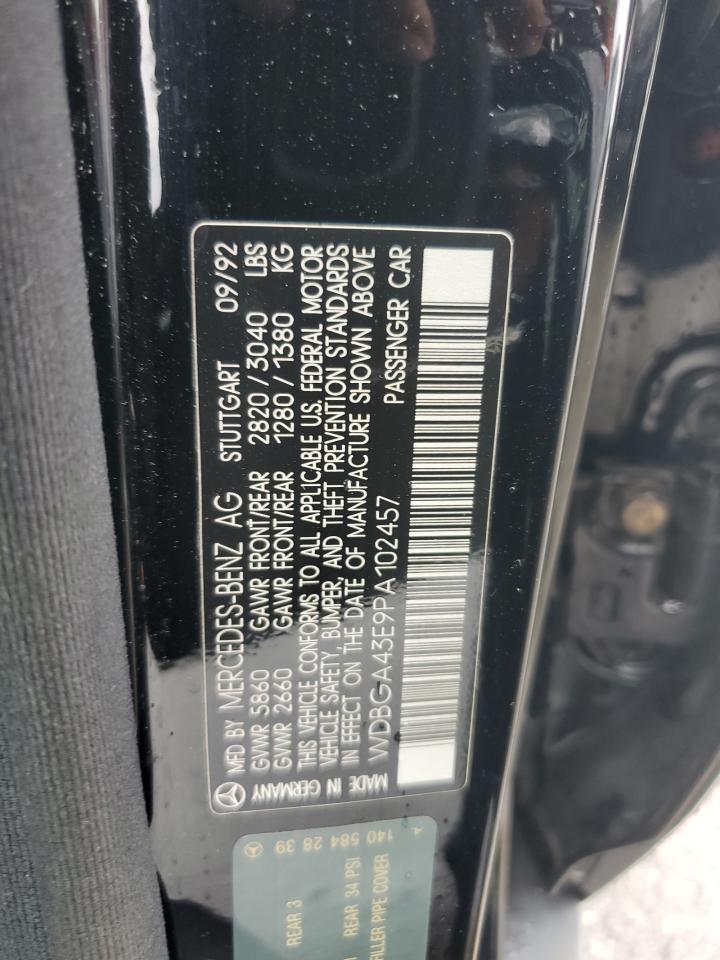 MFD BY MERCEDES-BENZ AG STUTTGART 09/92
GVWR 5860 GAWR FRONT/REAR 2820/3040 LBS
GVWR 2660 GAWR FRONT/REAR 1280/1380 KG
THIS VEHICLE CONFORMS TO ALL APPLICABLE U.S. FEDERAL MOTOR
VEHICLE SAFETY, BUMPER, AND THEFT PREVENTION STANDARDS
IN EFFECT ON THE DATE OF MANUFACTURE SHOWN ABOVE
WDBGA43E9PA102457 PASSENGER CAR
MADE IN GERMANY
140 584 28 39
REAR 3
REAR 34 PSI
FILLER PIPE COVER